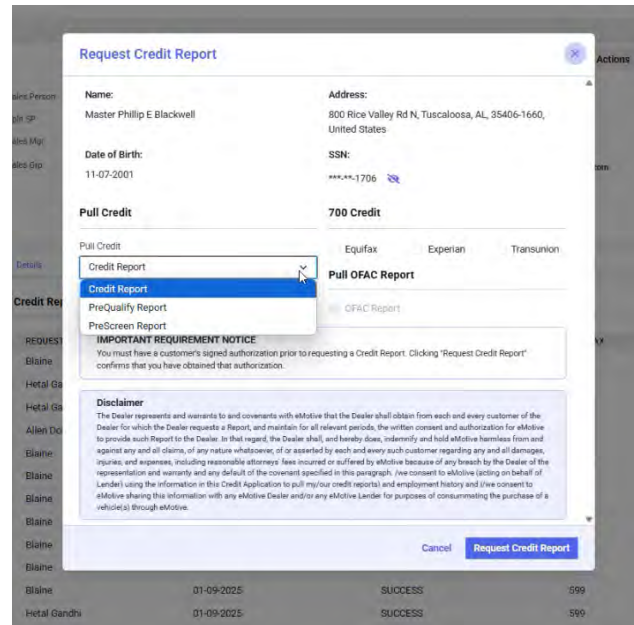 Request Credit Report
Actions
Name:
Master Phillip E Blackwell
Address:
800 Rice Valley Rd N, Tuscaloosa, AL, 35406-1660,
United States
Date of Birth:
11-07-2001
SSN:
***-**-1706
Pull Credit
700 Credit
Pull Credit
Credit Report
Equifax Experian Transunion
Pull OFAC Report
OFAC Report
Credit Report
PreQualify Report
PreScreen Report
IMPORTANT REQUIREMENT NOTICE
You must have a customer's signed authorization prior to requesting a Credit Report. Clicking "Request Credit Report"
confirms that you have obtained that authorization.
Disclaimer
The Dealer represents and warrants to and covenants with eMotive that the Dealer shall obtain from each and every customer of the
Dealer for which the Dealer requests a Report, and maintain for all relevant periods, the written consent and authorization for eMotive
to provide such Report to the Dealer. In that regard, the Dealer shall, and hereby does, indemnify and hold eMotive harmless from and
against any and all claims, of any nature whatsoever, of or asserted by each and every such customer regarding any and all damages,
injuries, and expenses, including reasonable attorneys' fees incurred or suffered by eMotive because of any breach by the Dealer of the
representation and warranty and any default of the covenant specified in this paragraph. I/we consent to eMotive (acting on behalf of
Lender) using the information in this Credit Application to pull my/our credit reports) and employment history and I/we consent to
eMotive sharing this information with any eMotive Dealer and/or any eMotive Lender for purposes of consummating the purchase of a
vehicle(s) through eMotive.
Cancel Request Credit Report
ales Person
ple SP
ales Mgr
ales Grp
Details
Credit Rep
REQUEST
Blaine
Hetal Ga
Hetal Ga
Allen Do
Blaine
Blaine
Blaine
Blaine
Blaine
Blaine
Blaine 01-09-2025 SUCCESS 599
Hetal Gandhi 01-09-2025 SUCCESS 599